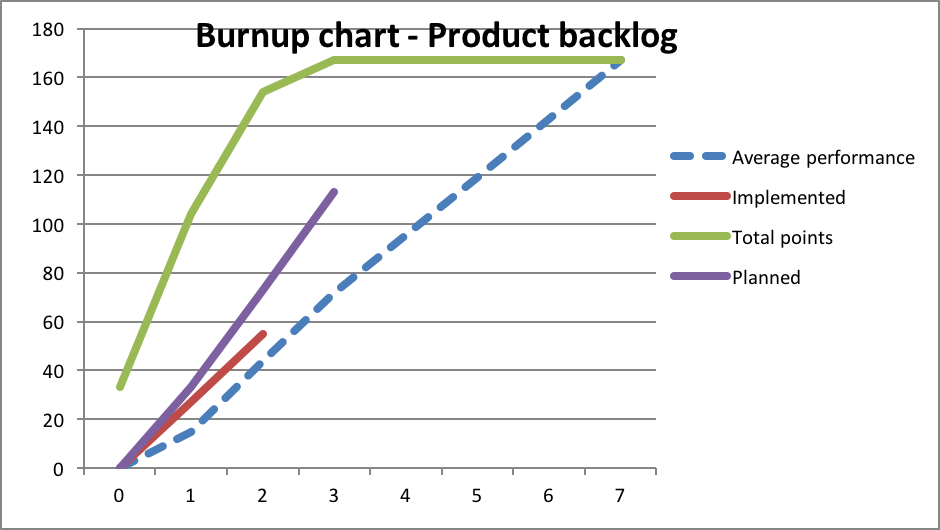 Burnup chart - Product backlog
180
160
140
120
100
80
60
40
20
0
0 1 2 3 4 5 6 7
Average performance
Implemented
Total points
Planned